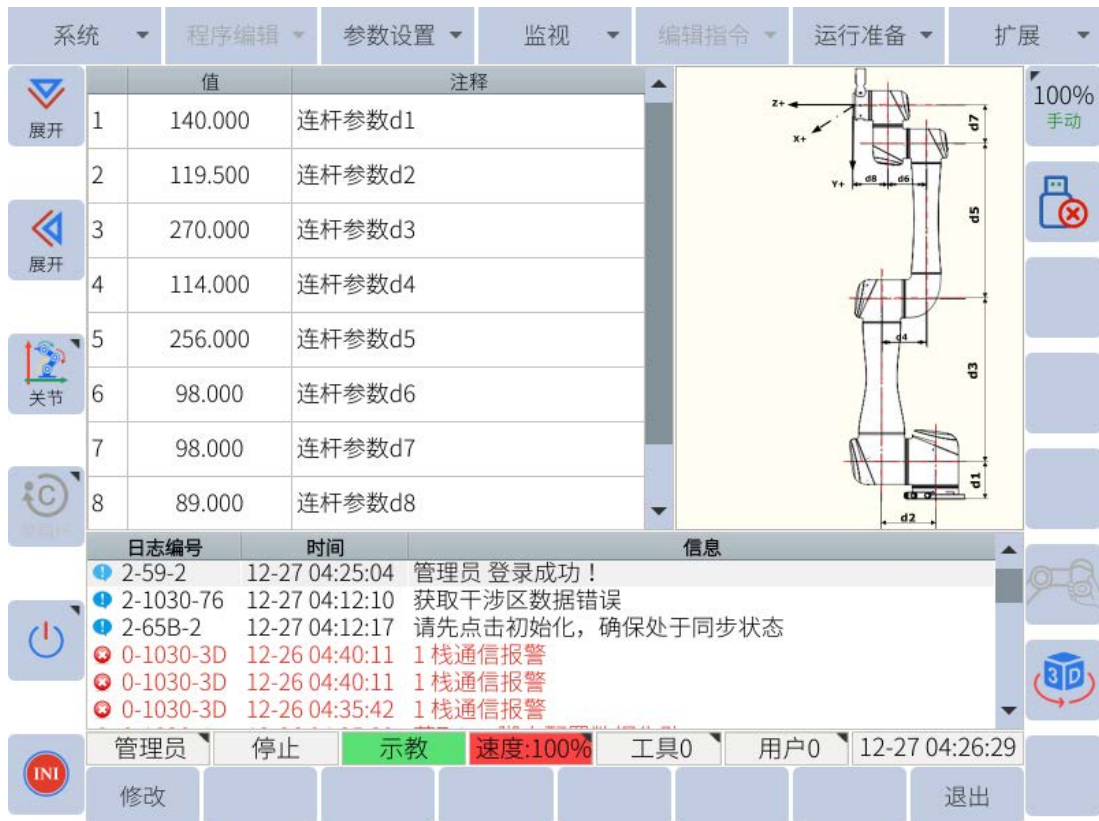 系统 程序编辑 参数设置 监视 编辑指令 运行准备 扩展
展开
展开
关节
INI
值 注释
1 140.000 连杆参数d1
2 119.500 连杆参数d2
3 270.000 连杆参数d3
4 114.000 连杆参数d4
5 256.000 连杆参数d5
6 98.000 连杆参数d6
7 98.000 连杆参数d7
8 89.000 连杆参数d8
Z+
X+
Y+
d8 d6
d7
d5
d4
d3
d1
d2
100%
手动
3D
日志编号 时间 信息
2-59-2 12-27 04:25:04 管理员 登录成功！
2-1030-76 12-27 04:12:10 获取干涉区数据错误
2-65B-2 12-27 04:12:17 请先点击初始化，确保处于同步状态
0-1030-3D 12-26 04:40:11 1 栈通信报警
0-1030-3D 12-26 04:40:11 1 栈通信报警
0-1030-3D 12-26 04:35:42 1 栈通信报警
管理员 停止 示教 速度:100% 工具0 用户0 12-27 04:26:29
修改 退出